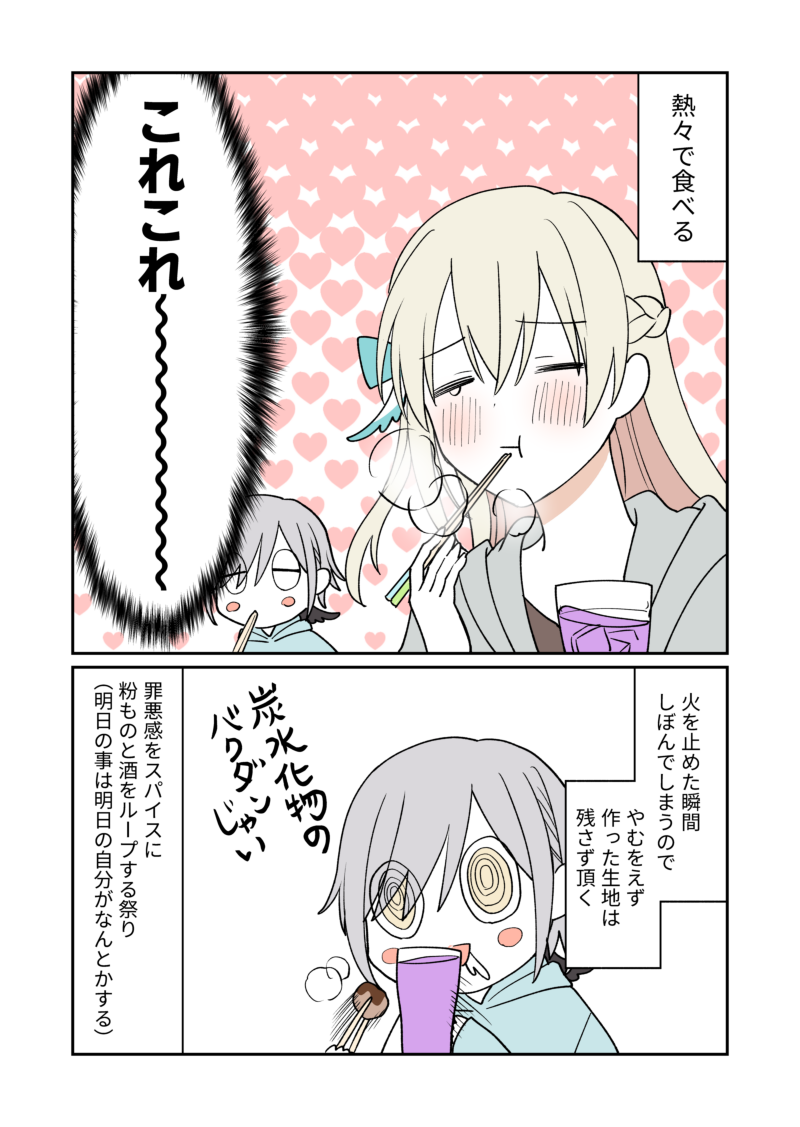 熱々で食べる
これこれ〜〜〜〜〜〜〜〜
火を止めた瞬間
しぼんでしまうので
やむをえず
作った生地は
残さず頂く
炭水化物の
バクダン
じゃい
罪悪感をスパイスに
粉ものと酒をループする祭り
(明日の事は明日の自分がなんとかする)